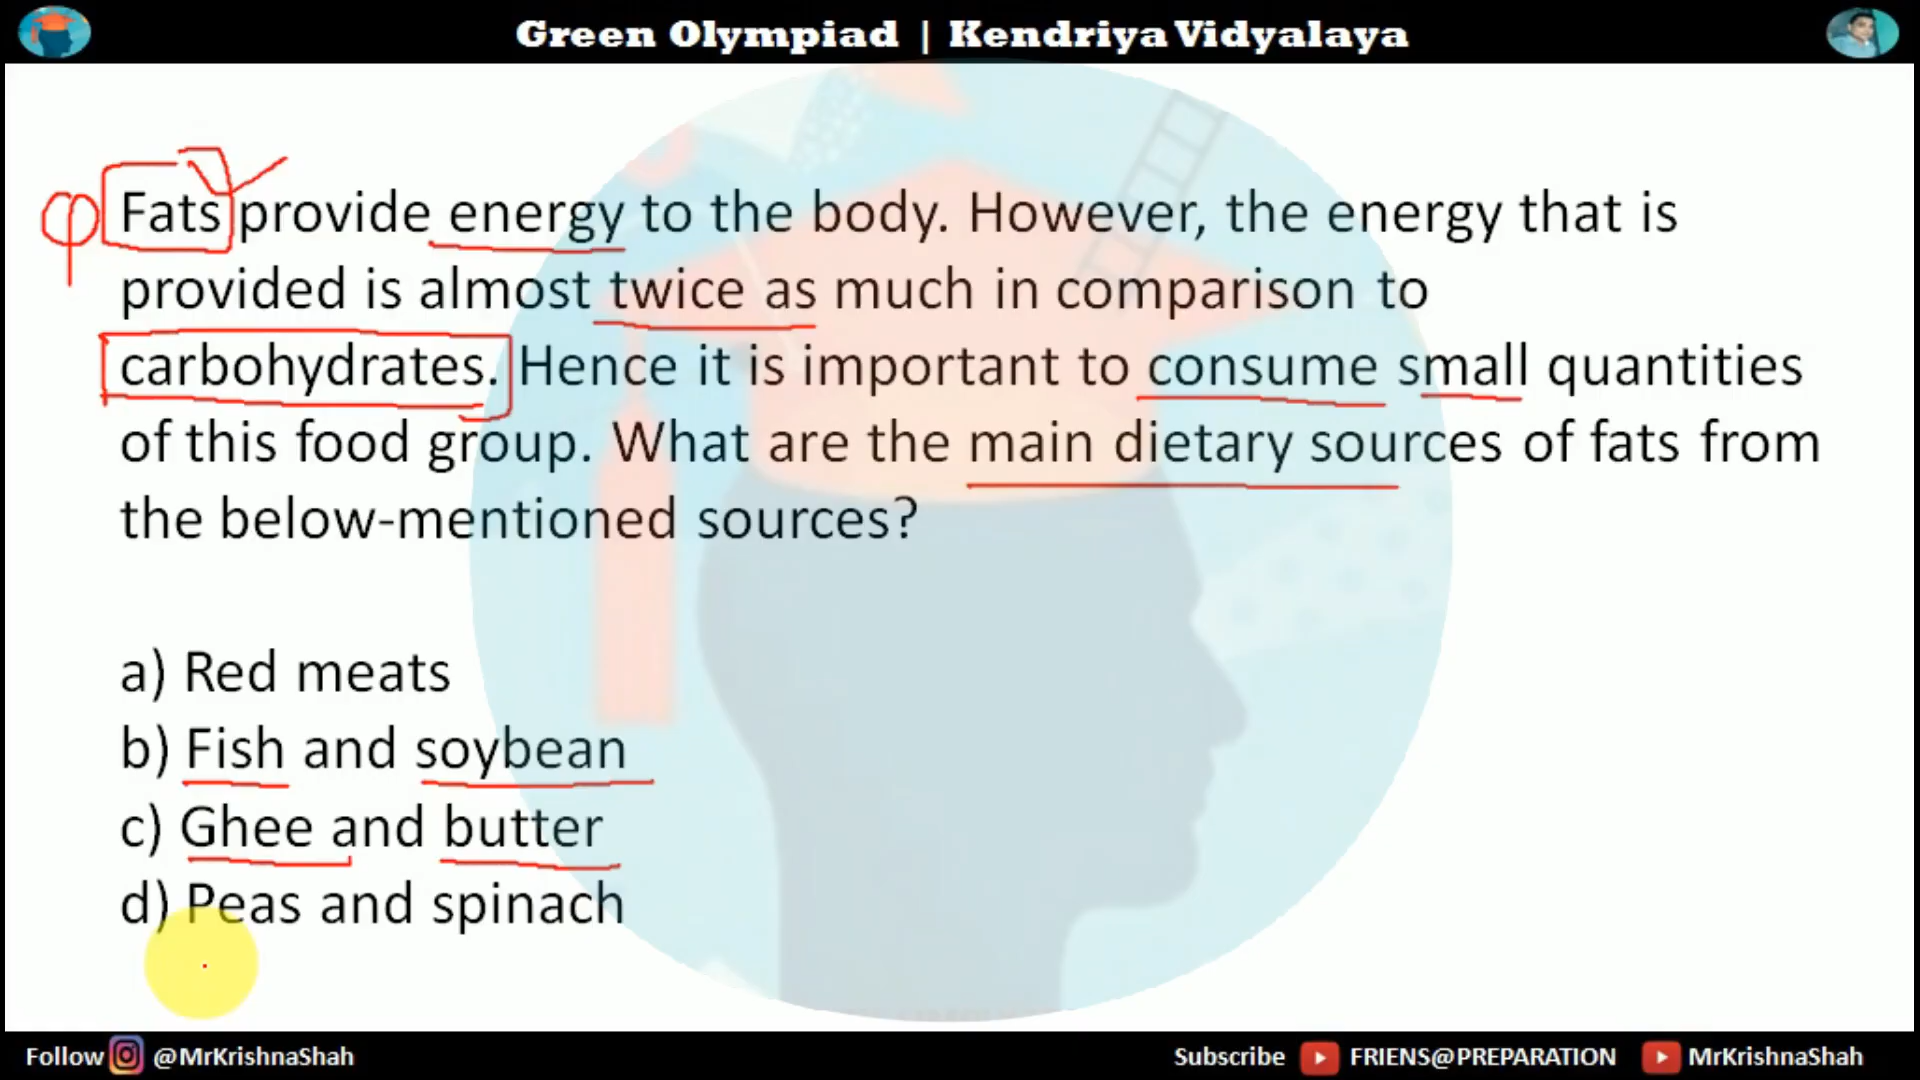 Green Olympiad | Kendriya Vidyalaya
φ Fats provide energy to the body. However, the energy that is
provided is almost twice as much in comparison to
carbohydrates. Hence it is important to consume small quantities
of this food group. What are the main dietary sources of fats from
the below-mentioned sources?
a) Red meats
b) Fish and soybean
c) Ghee and butter
d) Peas and spinach
Follow @MrKrishnaShah
Subscribe FRIENS@PREPARATION MrKrishnaShah